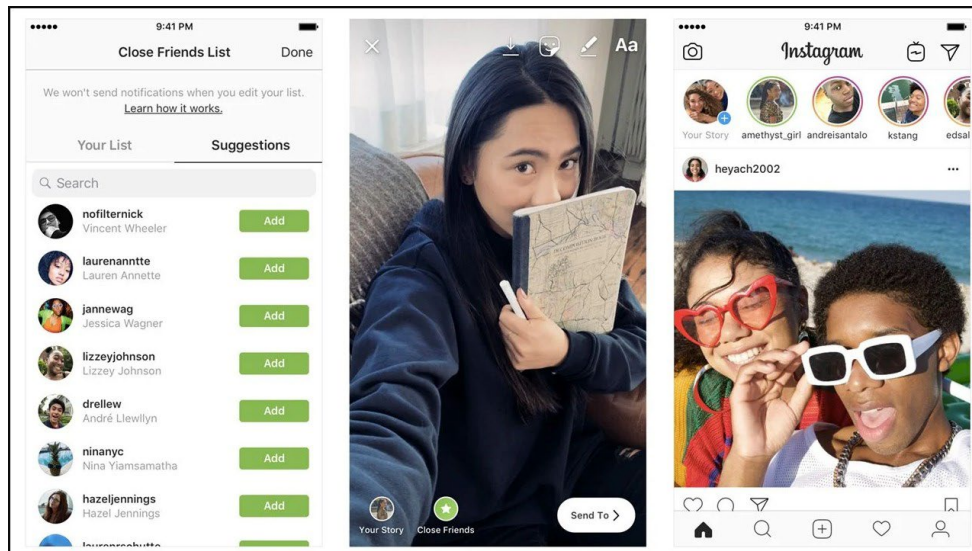 9:41 PM
Close Friends List
Done
We won't send notifications when you edit your list.
Learn how it works.
Your List
Suggestions
Search
nofilternick
Vincent Wheeler
Add
laurenanntte
Lauren Annette
Add
jannewag
Jessica Wagner
Add
lizzeyjohnson
Lizzey Johnson
Add
drellew
André Llewllyn
Add
ninanyc
Nina Yiamsamatha
Add
hazeljennings
Hazel Jennings
Add
Aa
Your Story
Close Friends
Send To
9:41 PM
Instagram
Your Story
amethyst_girl
andreisantalo
kstang
edsal
heyach2002